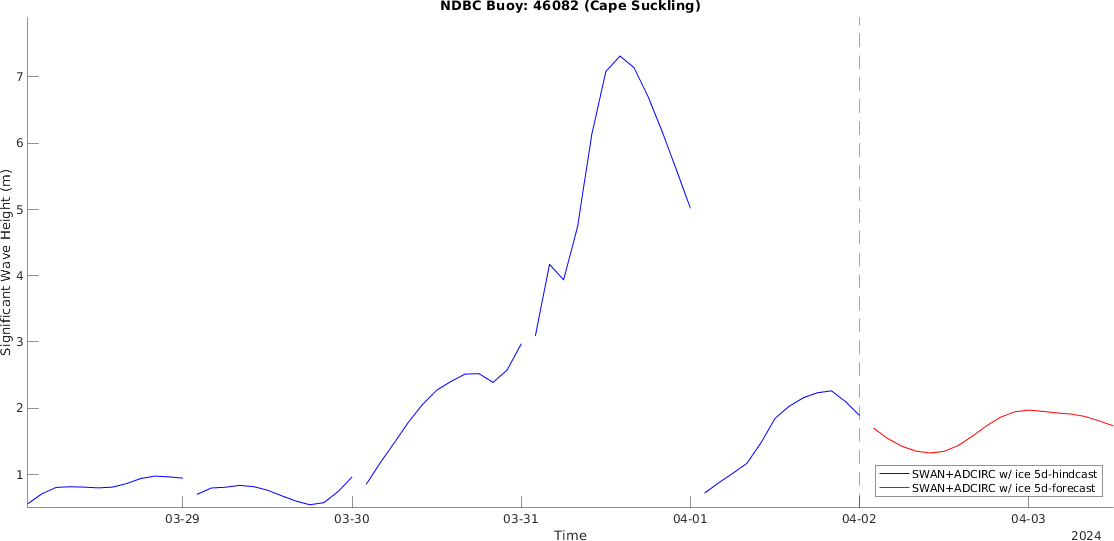 NDBC Buoy: 46082 (Cape Suckling)
Significant Wave Height (m)
7
6
5
4
3
2
1
SWAN+ADCIRC w/ ice 5d-hindcast
SWAN+ADCIRC w/ ice 5d-forecast
03-29 03-30 03-31 04-01 04-02 04-03
Time
2024